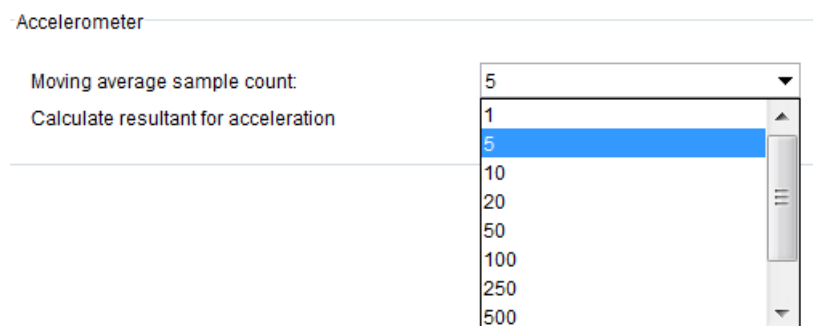 Accelerometer
Moving average sample count: 5
Calculate resultant for acceleration
1
5
10
20
50
100
250
500